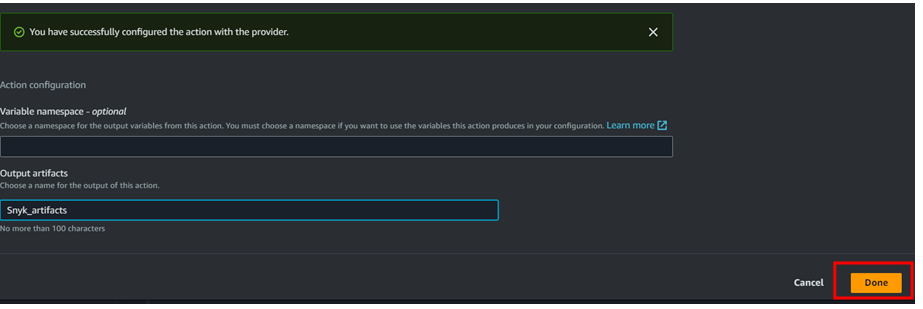 You have successfully configured the action with the provider.
Action configuration
Variable namespace - optional
Choose a namespace for the output variables from this action. You must choose a namespace if you want to use the variables this action produces in your configuration. Learn more
Output artifacts
Choose a name for the output of this action.
Snyk_artifacts
No more than 100 characters
Cancel Done